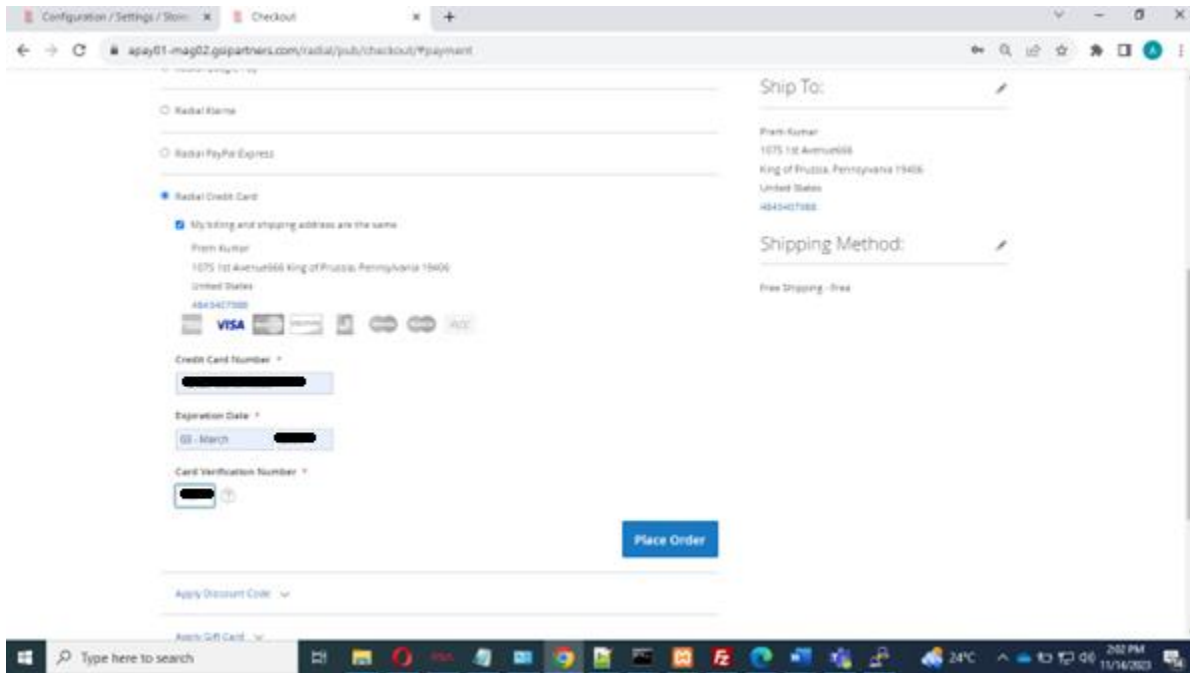 Configuration / Settings / Stores
Checkout
apay01-mag02.gsipartners.com/radial/pub/checkout/#payment
Radial Klarna
Radial PayPal Express
Radial Credit Card
My billing and shipping address are the same
Prem Kumar
1075 1st Avenue666 King of Prussia, Pennsylvania 19406
United States
4843407988
VISA
Credit Card Number *
Expiration Date *
03 - March
Card Verification Number *
Place Order
Apply Discount Code
Apply Gift Card
Ship To:
Prem Kumar
1075 1st Avenue666
King of Prussia, Pennsylvania 19406
United States
Shipping Method:
Free Shipping - Free
Type here to search
24°C
2:02 PM
11/14/2023